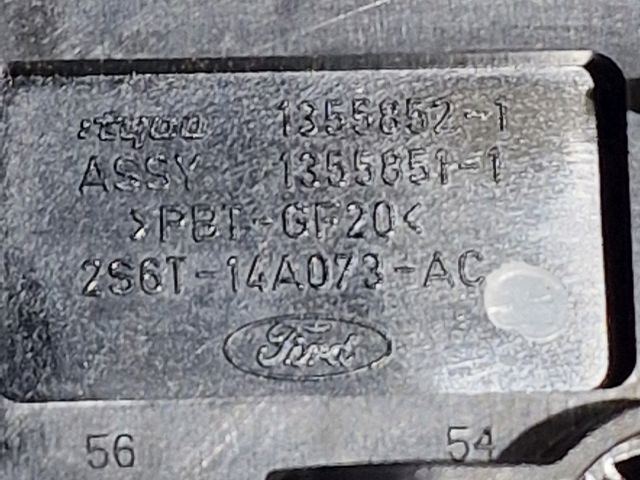 tyco 1355852-1
ASSY 1355851-1
>PBT-GF20<
2S6T-14A073-AC
Ford
56 54